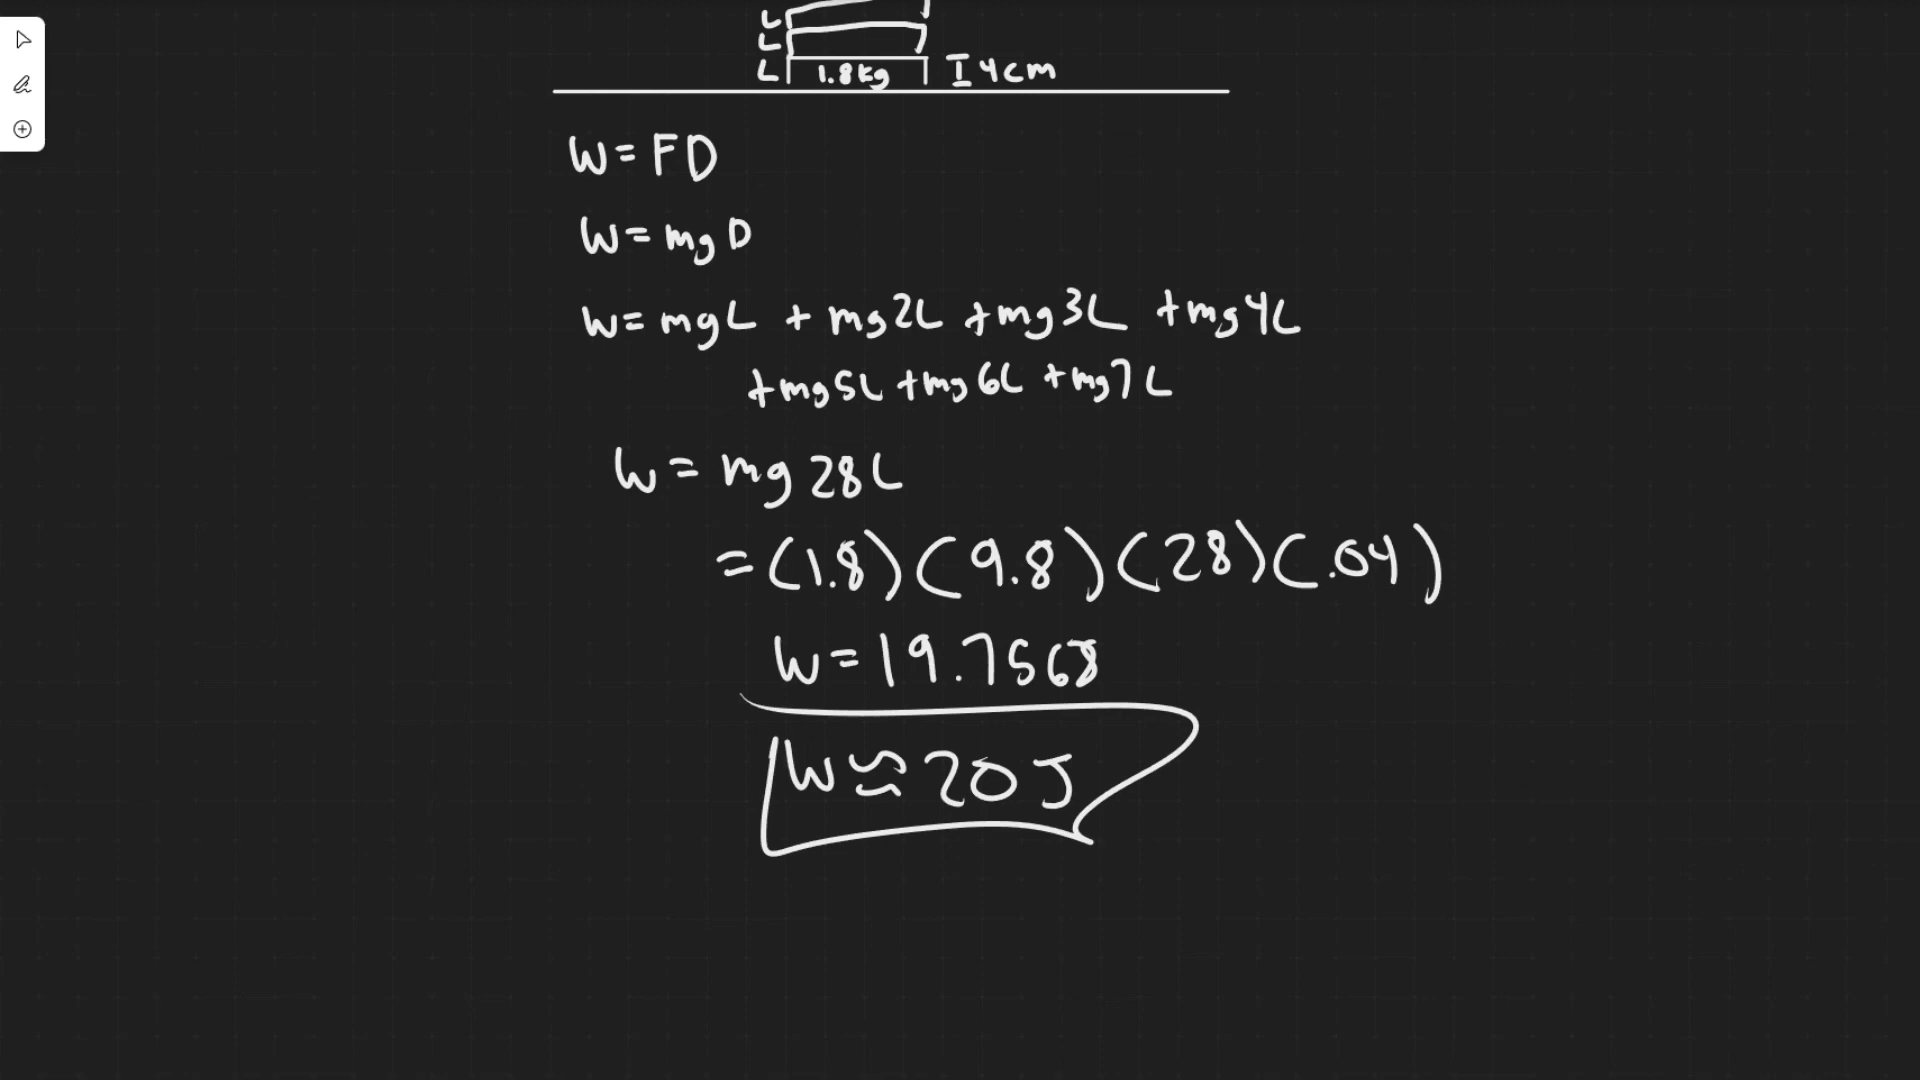 L
L
L 1.8kg I 4cm
W = FD
W = mg D
W = mgL + mg2L + mg3L + mg4L
+ mg5L + mg6L + mg7L
W = mg 28L
= (1.8)(9.8)(28)(.04)
W = 19.7568
W ≈ 20 J